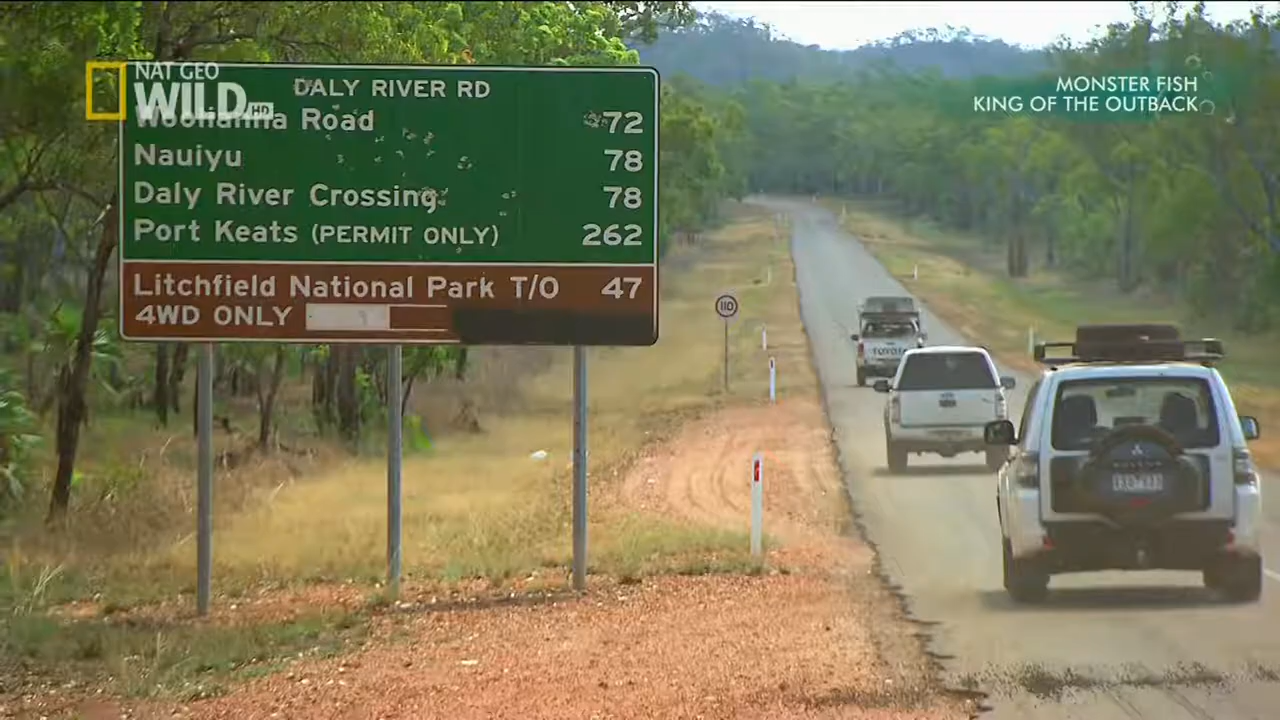 NAT GEO
WILD HD
MONSTER FISH
KING OF THE OUTBACK
DALY RIVER RD
Woolianna Road 72
Nauiyu 78
Daly River Crossing 78
Port Keats (PERMIT ONLY) 262
Litchfield National Park T/O 47
4WD ONLY
110
TOYOTA